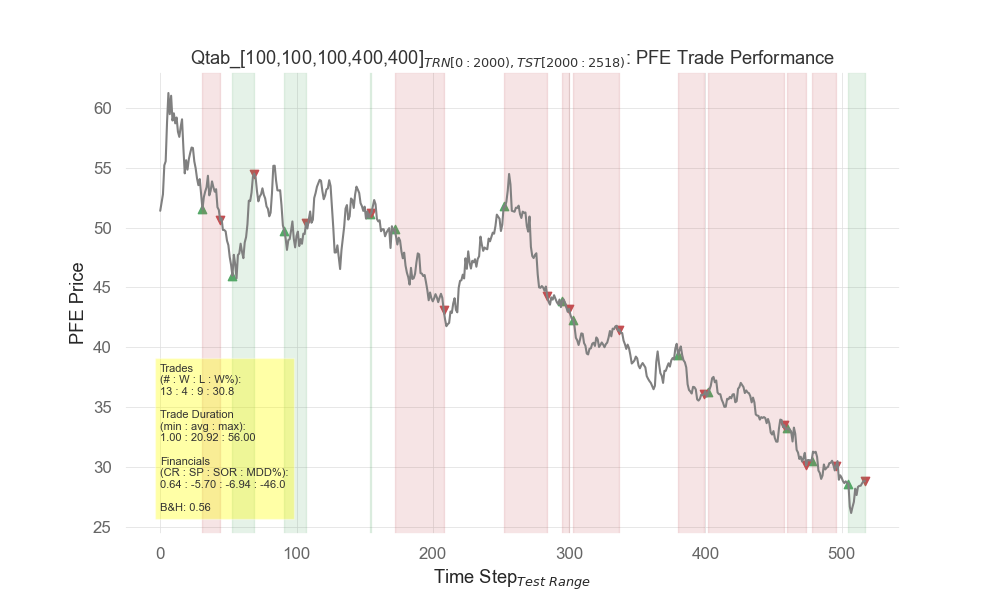 Qtab_[100,100,100,400,400]TRN[0 : 2000), TST[2000 : 2518): PFE Trade Performance
PFE Price
60
55
50
45
40
35
30
25
Trades
(# : W : L : W%):
13 : 4 : 9 : 30.8
Trade Duration
(min : avg : max):
1.00 : 20.92 : 56.00
Financials
(CR : SP : SOR : MDD%):
0.64 : -5.70 : -6.94 : -46.0
B&H: 0.56
0 100 200 300 400 500
Time StepTest Range